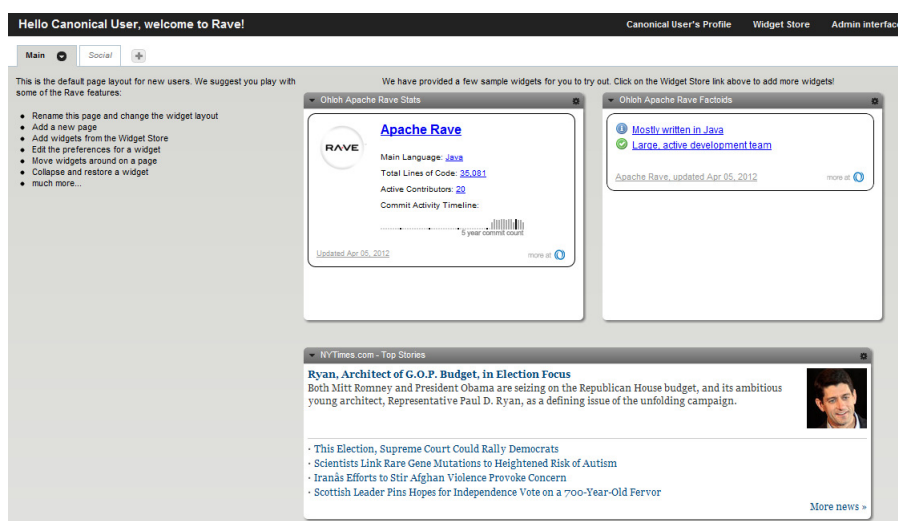 Hello Canonical User, welcome to Rave!
Canonical User's Profile Widget Store Admin interface
Main Social
This is the default page layout for new users. We suggest you play with
some of the Rave features:
Rename this page and change the widget layout
Add a new page
Add widgets from the Widget Store
Edit the preferences for a widget
Move widgets around on a page
Collapse and restore a widget
much more...
We have provided a few sample widgets for you to try out. Click on the Widget Store link above to add more widgets!
Ohloh Apache Rave Stats
RAVE
Apache Rave
Main Language: Java
Total Lines of Code: 35,081
Active Contributors: 20
Commit Activity Timeline:
5 year commit count
Updated Apr 05, 2012
more at
Ohloh Apache Rave Factoids
Mostly written in Java
Large, active development team
Apache Rave, updated Apr 05, 2012
more at
NYTimes.com - Top Stories
Ryan, Architect of G.O.P. Budget, in Election Focus
Both Mitt Romney and President Obama are seizing on the Republican House budget, and its ambitious
young architect, Representative Paul D. Ryan, as a defining issue of the unfolding campaign.
· This Election, Supreme Court Could Rally Democrats
· Scientists Link Rare Gene Mutations to Heightened Risk of Autism
· Iranâs Efforts to Stir Afghan Violence Provoke Concern
· Scottish Leader Pins Hopes for Independence Vote on a 700-Year-Old Fervor
More news »